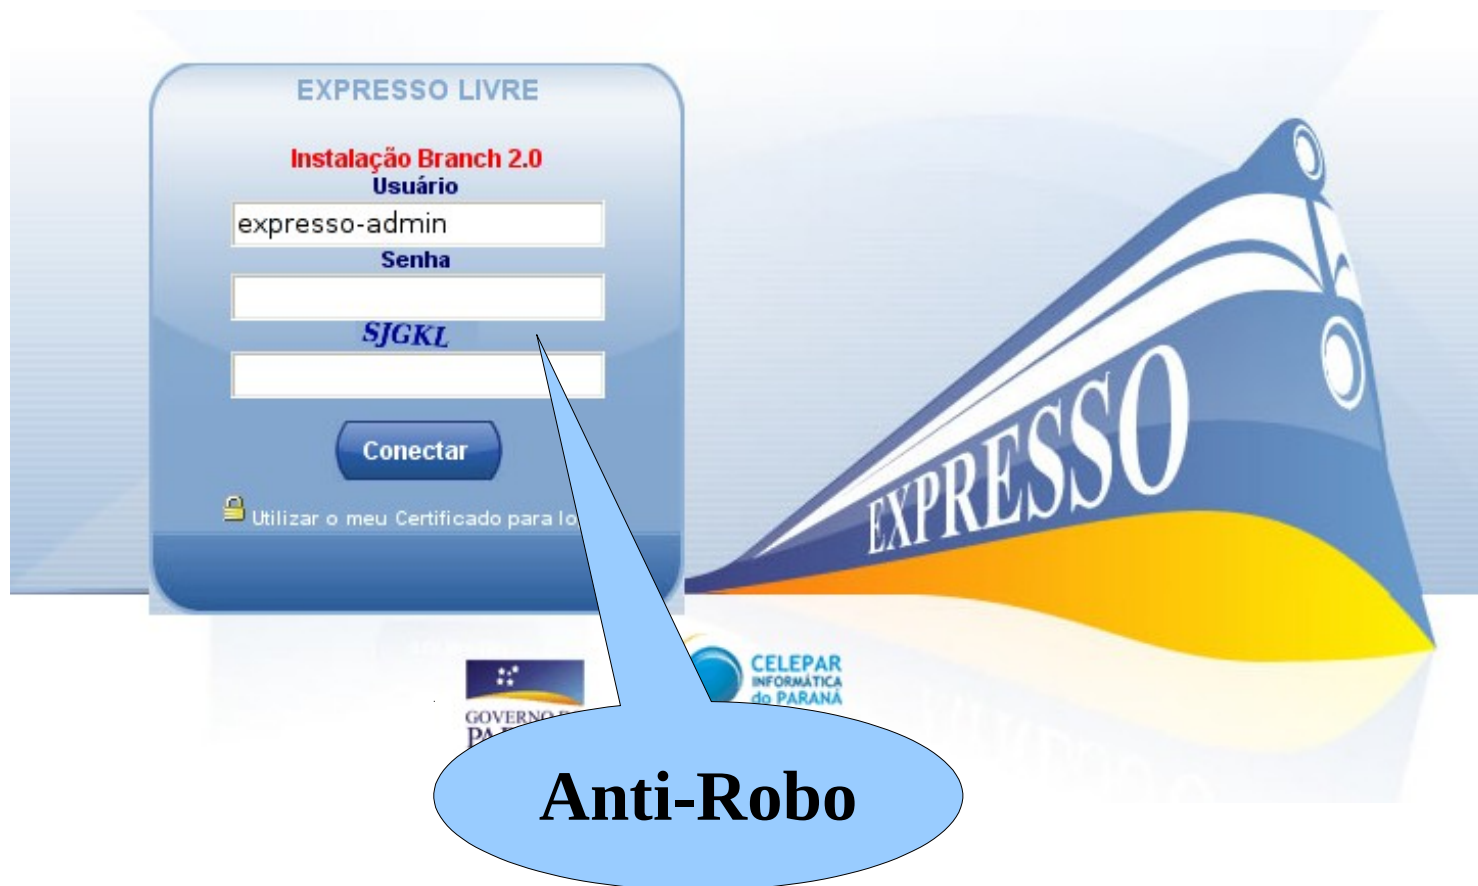 EXPRESSO LIVRE
Instalação Branch 2.0
Usuário
expresso-admin
Senha
SJGKL
Conectar
Utilizar o meu Certificado para
EXPRESSO
CELEPAR
INFORMÁTICA
do PARANÁ
GOVERNO
Anti-Robo